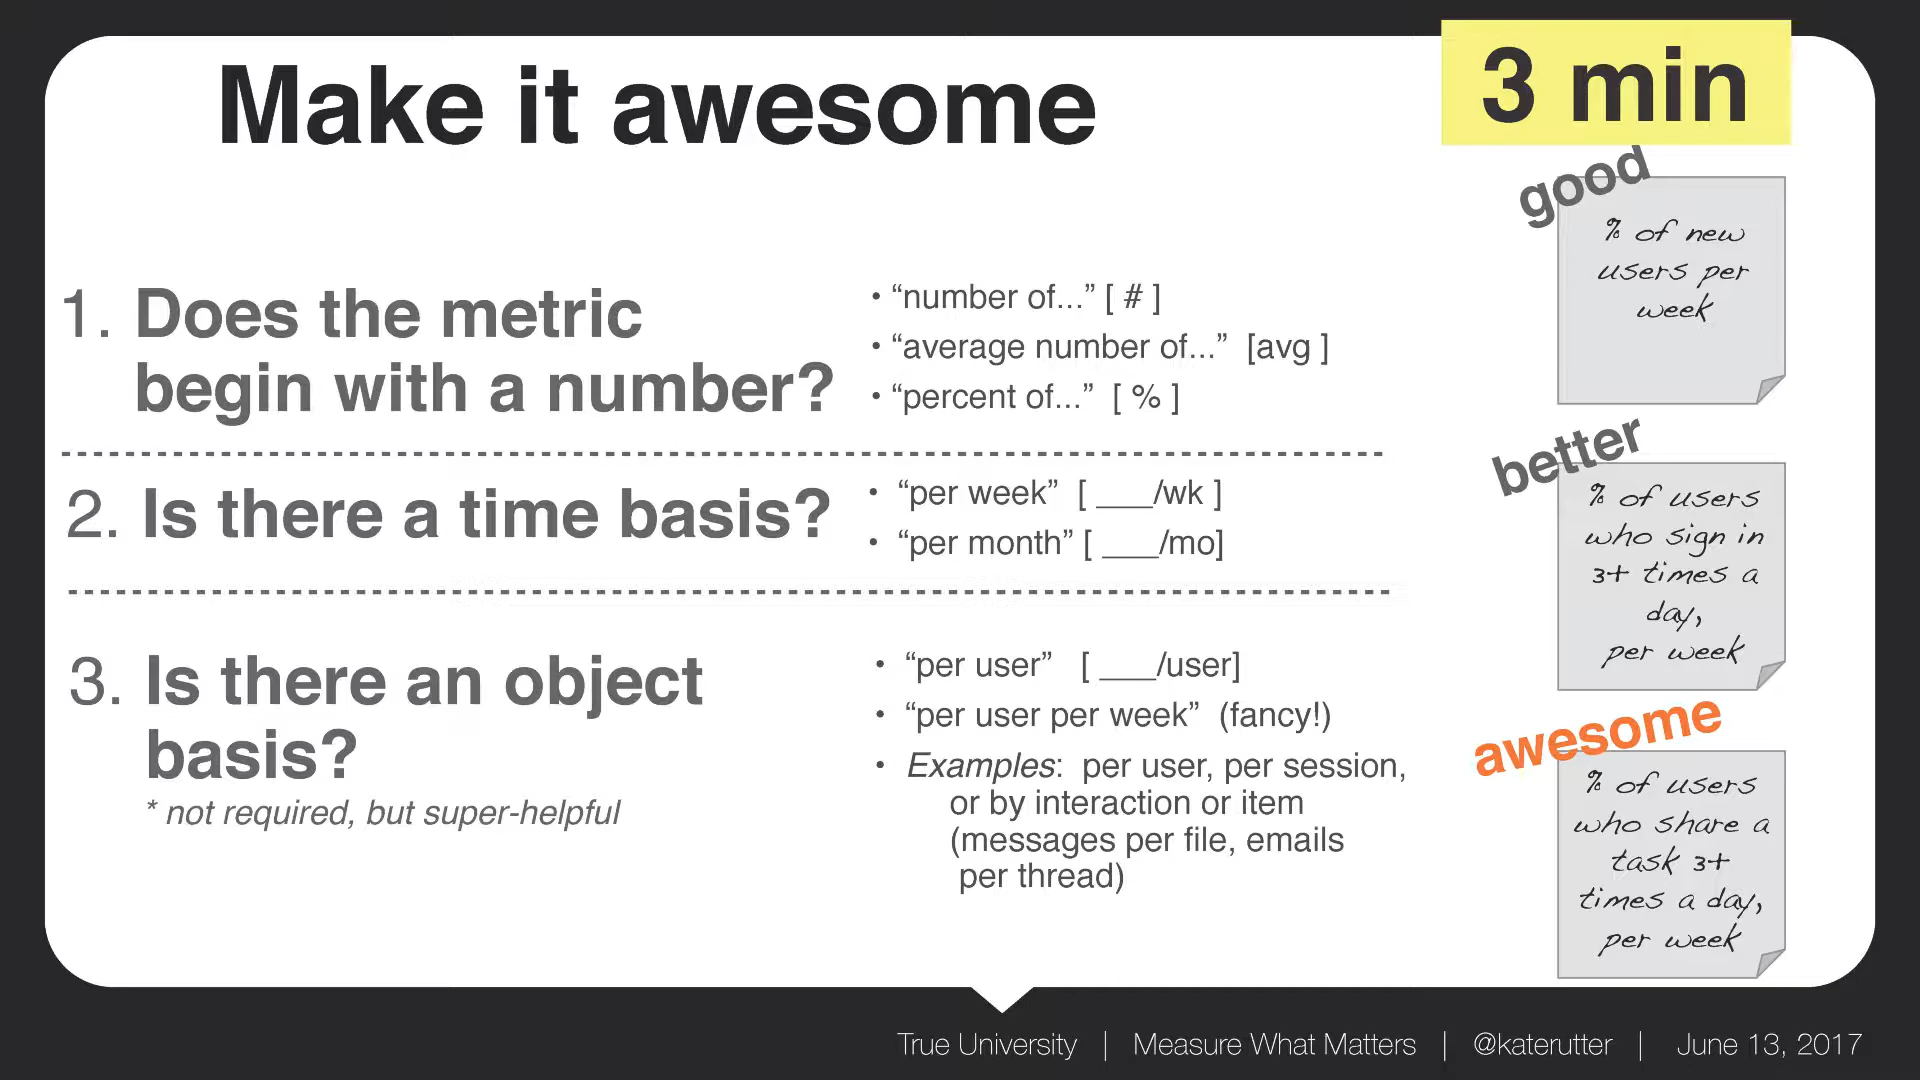 Make it awesome
3 min
1. Does the metric
begin with a number?
• “number of...” [ # ]
• “average number of...” [avg ]
• “percent of...” [ % ]
2. Is there a time basis?
• “per week” [ ___/wk ]
• “per month” [ ___/mo]
3. Is there an object
basis?
* not required, but super-helpful
• “per user” [ ___/user]
• “per user per week” (fancy!)
• Examples: per user, per session,
or by interaction or item
(messages per file, emails
per thread)
good
% of new
users per
week
better
% of users
who sign in
3+ times a
day,
per week
awesome
% of users
who share a
task 3+
times a day,
per week
True University | Measure What Matters | @katerutter | June 13, 2017